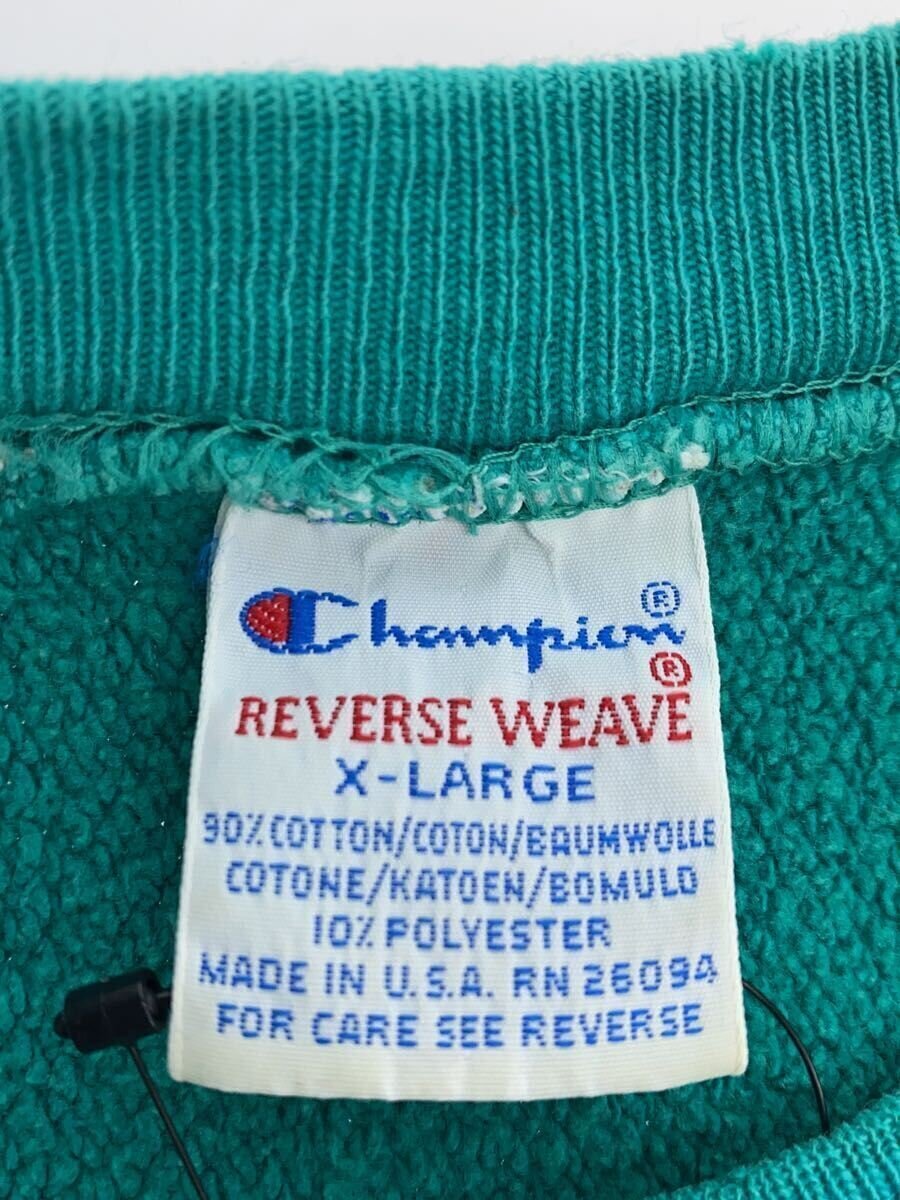 Champion®
REVERSE WEAVE®
X-LARGE
90% COTTON/COTON/BAUMWOLLE
COTONE/KATOEN/BOMULD
10% POLYESTER
MADE IN U.S.A. RN 26094
FOR CARE SEE REVERSE